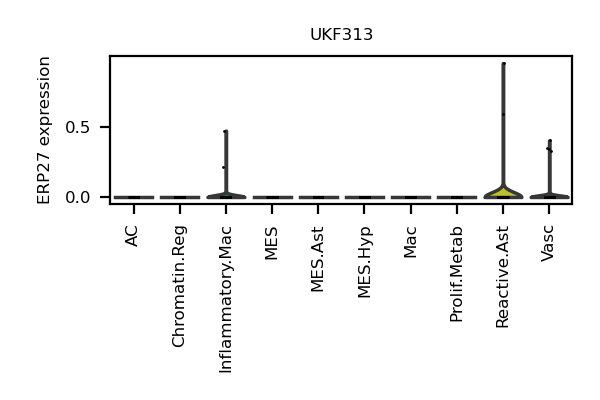 UKF313
ERP27 expression
0.5
0.0
AC
Chromatin.Reg
Inflammatory.Mac
MES
MES.Ast
MES.Hyp
Mac
Prolif.Metab
Reactive.Ast
Vasc